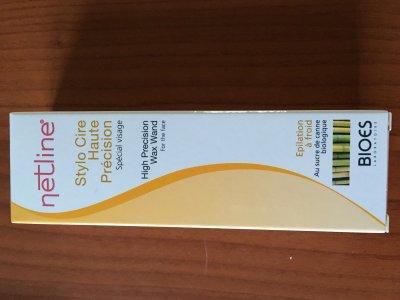 netline®
Stylo Cire
Haute
Précision
Spécial visage
High Precision
Wax Wand
for the face
Epilation
à froid
Au sucre de canne
biologique
BIOES
LABORATOIRES